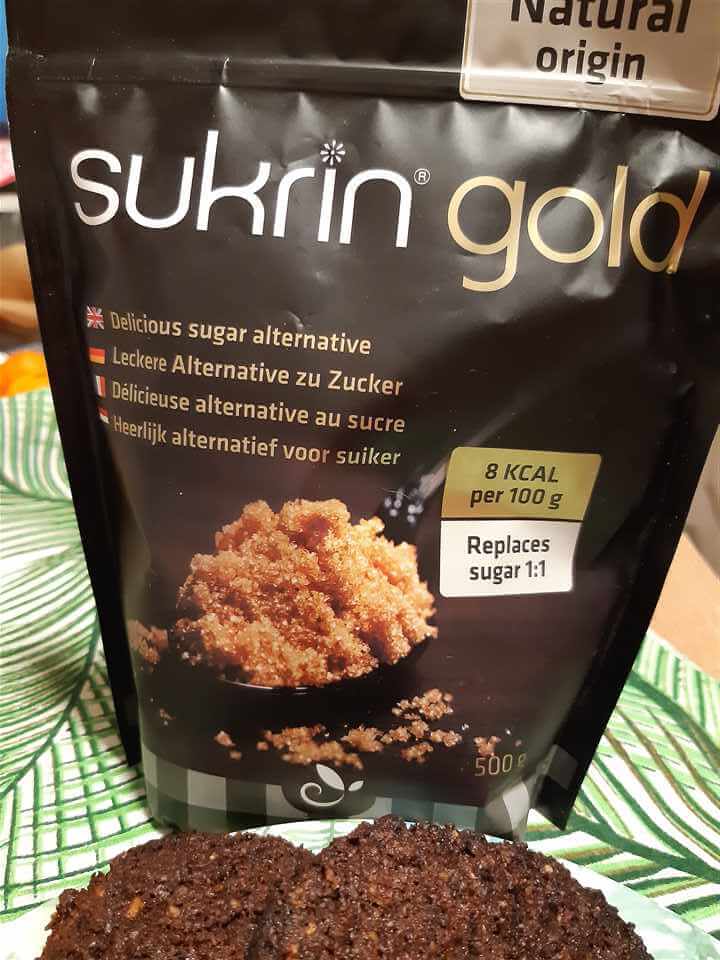 Natural
origin
sukrin® gold
Delicious sugar alternative
Leckere Alternative zu Zucker
Délicieuse alternative au sucre
Heerlijk alternatief voor suiker
8 KCAL
per 100 g
Replaces
sugar 1:1
500 g